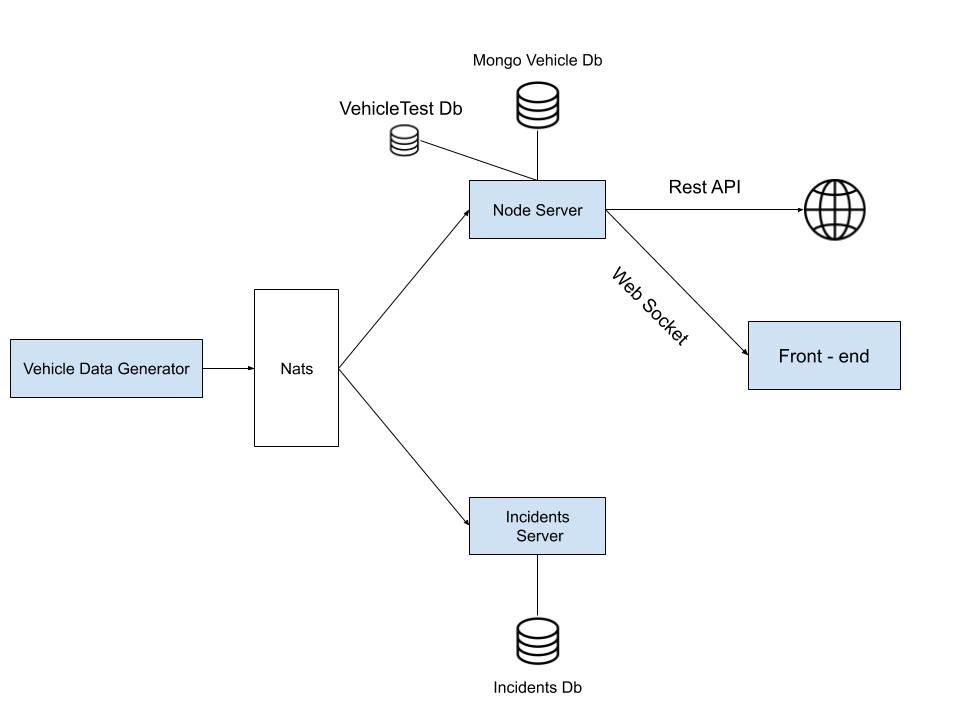 Mongo Vehicle Db
VehicleTest Db
Rest API
Node Server
Web Socket
Front - end
Vehicle Data Generator
Nats
Incidents
Server
Incidents Db